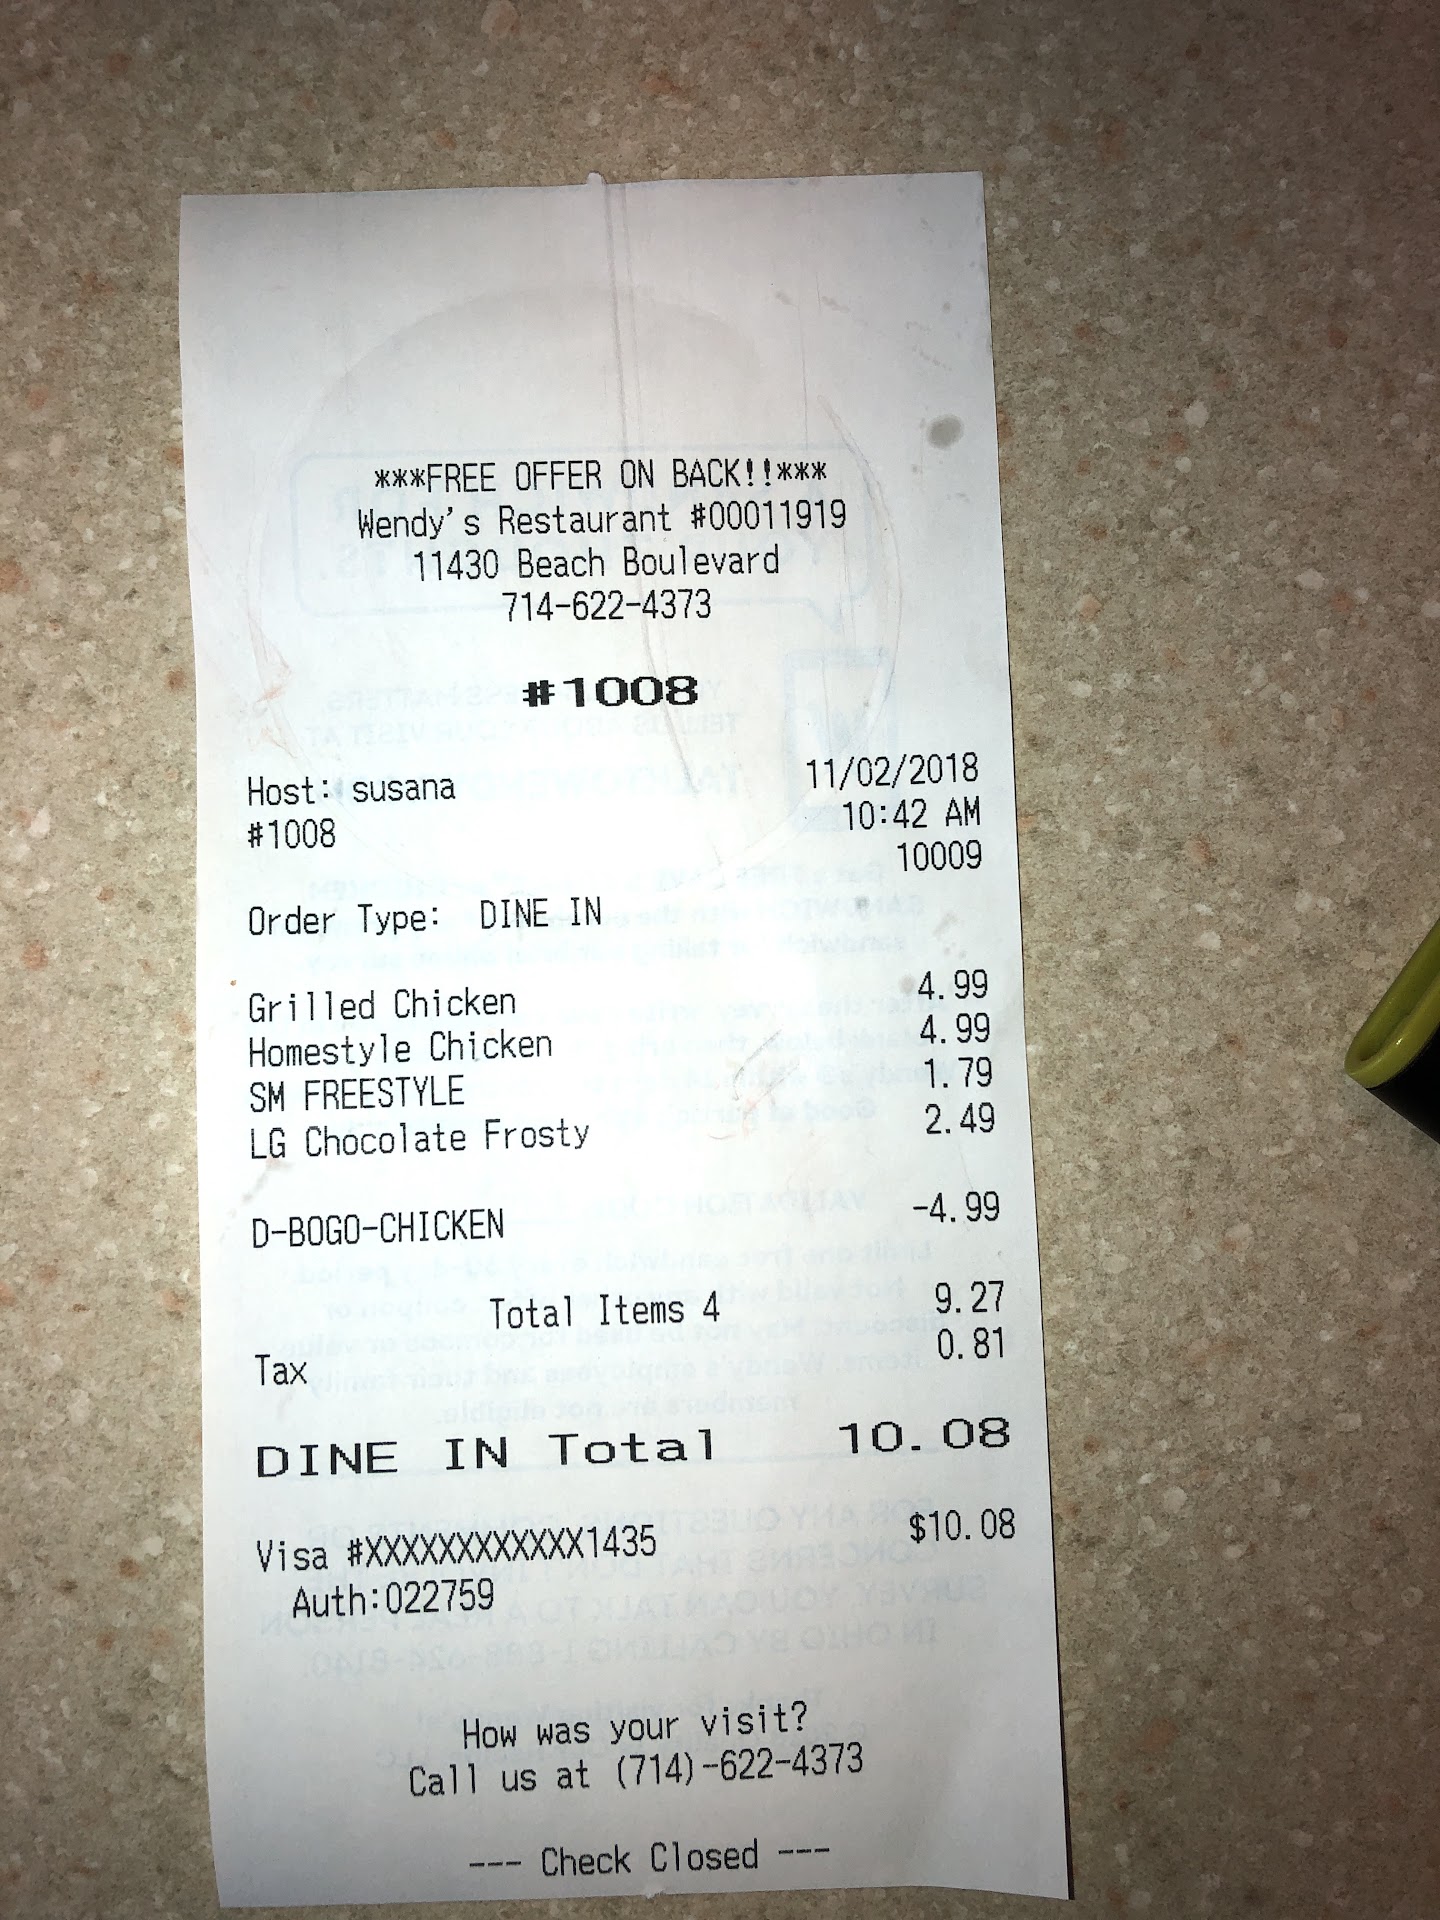 ***FREE OFFER ON BACK!!***
Wendy's Restaurant #00011919
11430 Beach Boulevard
714-622-4373
#1008
Host: susana 11/02/2018
#1008 10:42 AM
10009
Order Type: DINE IN
Grilled Chicken 4.99
Homestyle Chicken 4.99
SM FREESTYLE 1.79
LG Chocolate Frosty 2.49
D-BOGO-CHICKEN -4.99
Total Items 4 9.27
Tax 0.81
DINE IN Total 10.08
Visa #XXXXXXXXXXXX1435 $10.08
Auth:022759
How was your visit?
Call us at (714)-622-4373
--- Check Closed ---